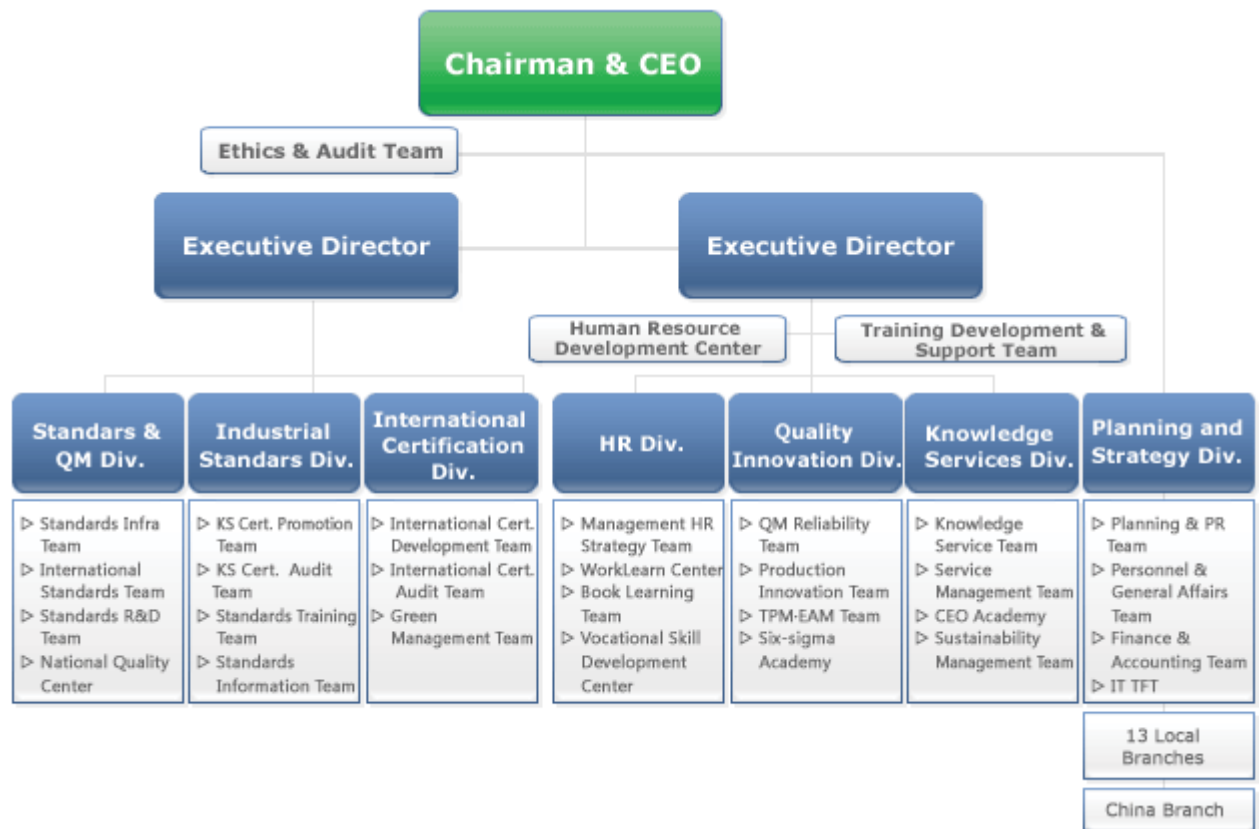 Chairman & CEO
Ethics & Audit Team
Executive Director
Executive Director
Human Resource
Development Center
Training Development &
Support Team
Standars &
QM Div.
Industrial
Standars Div.
International
Certification
Div.
HR Div.
Quality
Innovation Div.
Knowledge
Services Div.
Planning and
Strategy Div.
▷ Standards Infra
Team
▷ International
Standards Team
▷ Standards R&D
Team
▷ National Quality
Center
▷ KS Cert. Promotion
Team
▷ KS Cert. Audit
Team
▷ Standards Training
Team
▷ Standards
Information Team
▷ International Cert.
Development Team
▷ International Cert.
Audit Team
▷ Green
Management Team
▷ Management HR
Strategy Team
▷ WorkLearn Center
▷ Book Learning
Team
▷ Vocational Skill
Development
Center
▷ QM Reliability
Team
▷ Production
Innovation Team
▷ TPM·EAM Team
▷ Six-sigma
Academy
▷ Knowledge
Service Team
▷ Service
Management Team
▷ CEO Academy
▷ Sustainability
Management Team
▷ Planning & PR
Team
▷ Personnel &
General Affairs
Team
▷ Finance &
Accounting Team
▷ IT TFT
13 Local
Branches
China Branch